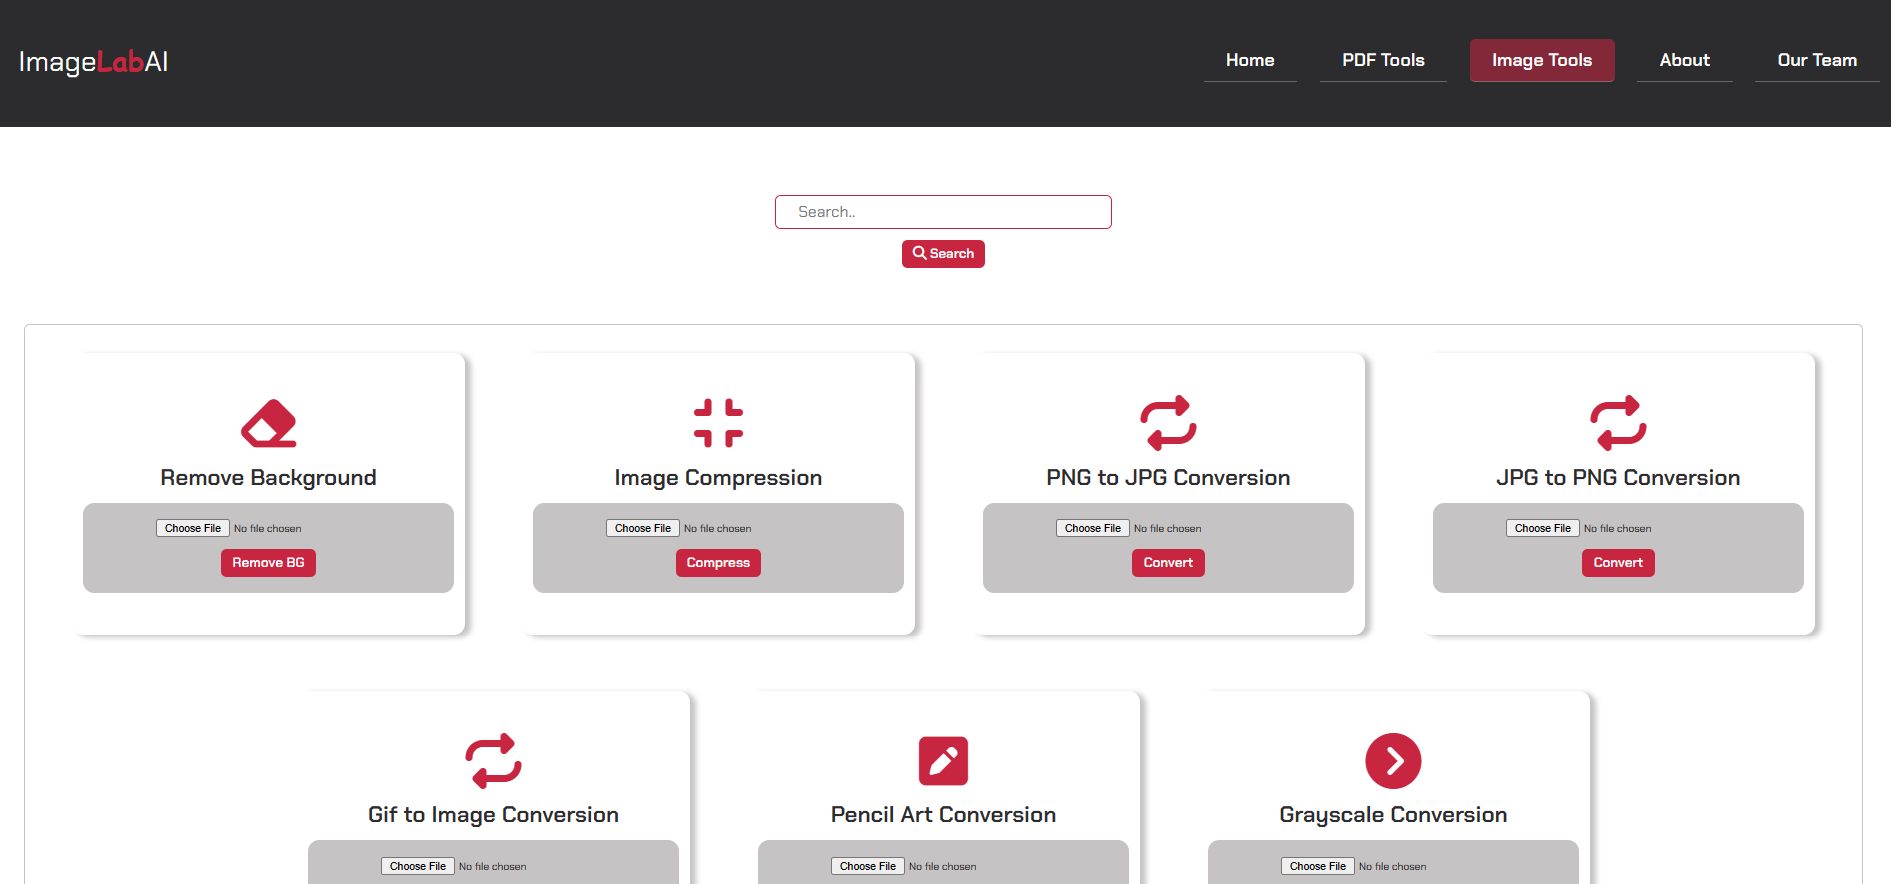 ImageLabAI
Home PDF Tools Image Tools About Our Team
Search..
Search
Remove Background Image Compression PNG to JPG Conversion JPG to PNG Conversion
Choose File No file chosen Choose File No file chosen Choose File No file chosen Choose File No file chosen
Remove BG Compress Convert Convert
Gif to Image Conversion Pencil Art Conversion Grayscale Conversion
Choose File No file chosen Choose File No file chosen Choose File No file chosen